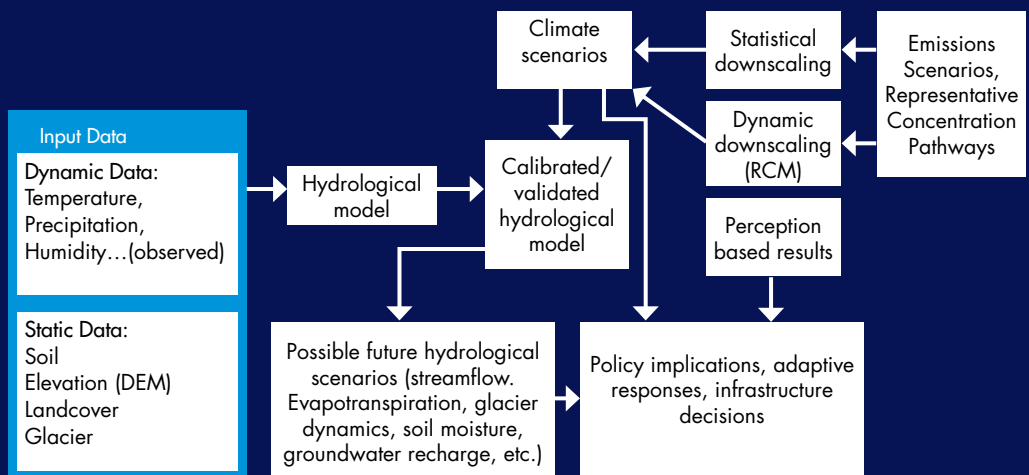 Climate
scenarios
Statistical
downscaling
Emissions
Scenarios,
Representative
Concentration
Pathways
Dynamic
downscaling
(RCM)
Input Data
Dynamic Data:
Temperature,
Precipitation,
Humidity...(observed)
Hydrological
model
Calibrated/
validated
hydrological
model
Perception
based results
Static Data:
Soil
Elevation (DEM)
Landcover
Glacier
Possible future hydrological
scenarios (streamflow.
Evapotranspiration, glacier
dynamics, soil moisture,
groundwater recharge, etc.)
Policy implications, adaptive
responses, infrastructure
decisions